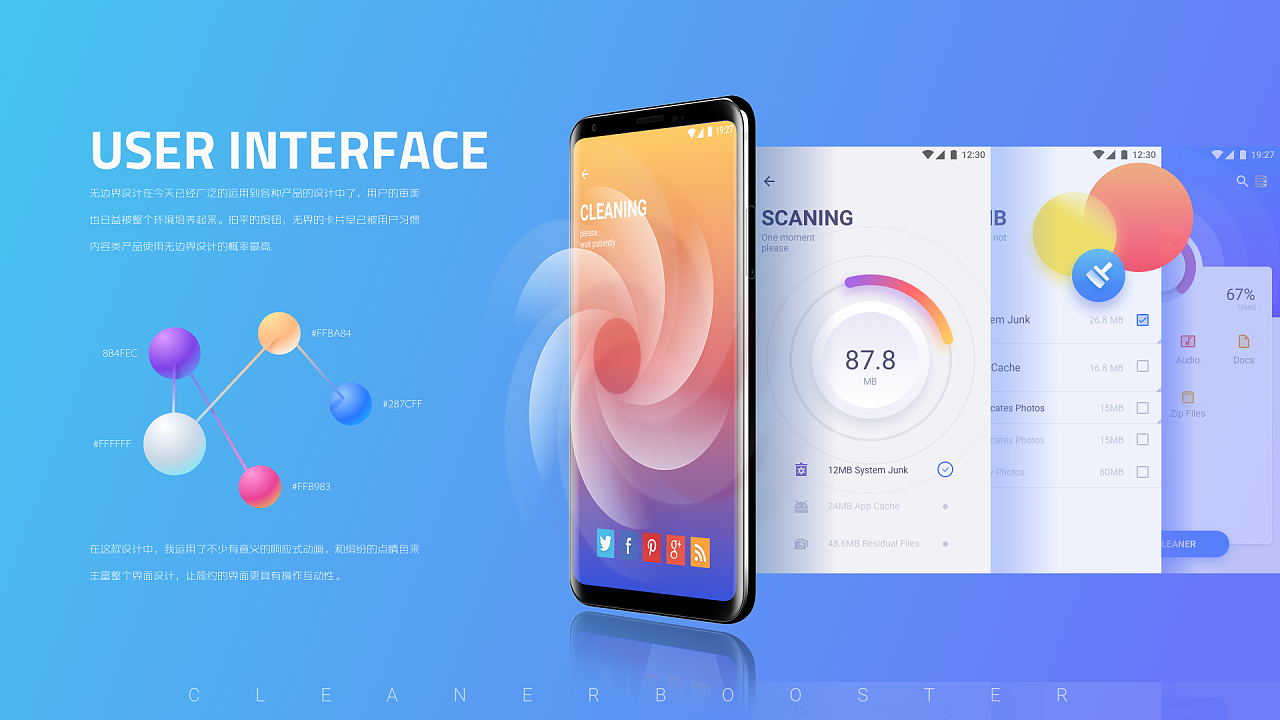 USER INTERFACE
无边界设计在今天已经广泛的运用到各种产品的设计中了，用户的审美
也日益被整个环境培养起来。拍平的按钮，无界的卡片早已被用户习惯
内容类产品使用无边界设计的概率最高.
8B4FEC
#FFBA84
#287CFF
#FFFFFF
#FFB983
在这款设计中，我运用了不少有意义的响应式动画，和缤纷的点睛色来
丰富整个界面设计，让简约的界面更具有操作互动性。
19:27
CLEANING
please
wait patiently
12:30
SCANING
One moment
please
87.8
MB
12MB System Junk
24MB App Cache
45.6MB Residual Files
12:30
IB
not
em Junk
26.8 MB
Cache
16.8 MB
cates Photos
15MB
cates Photos
15MB
Photos
60MB
LEANER
19:27
67%
Used
Audio
Docs
Zip Files
CLEANERBOOSTER